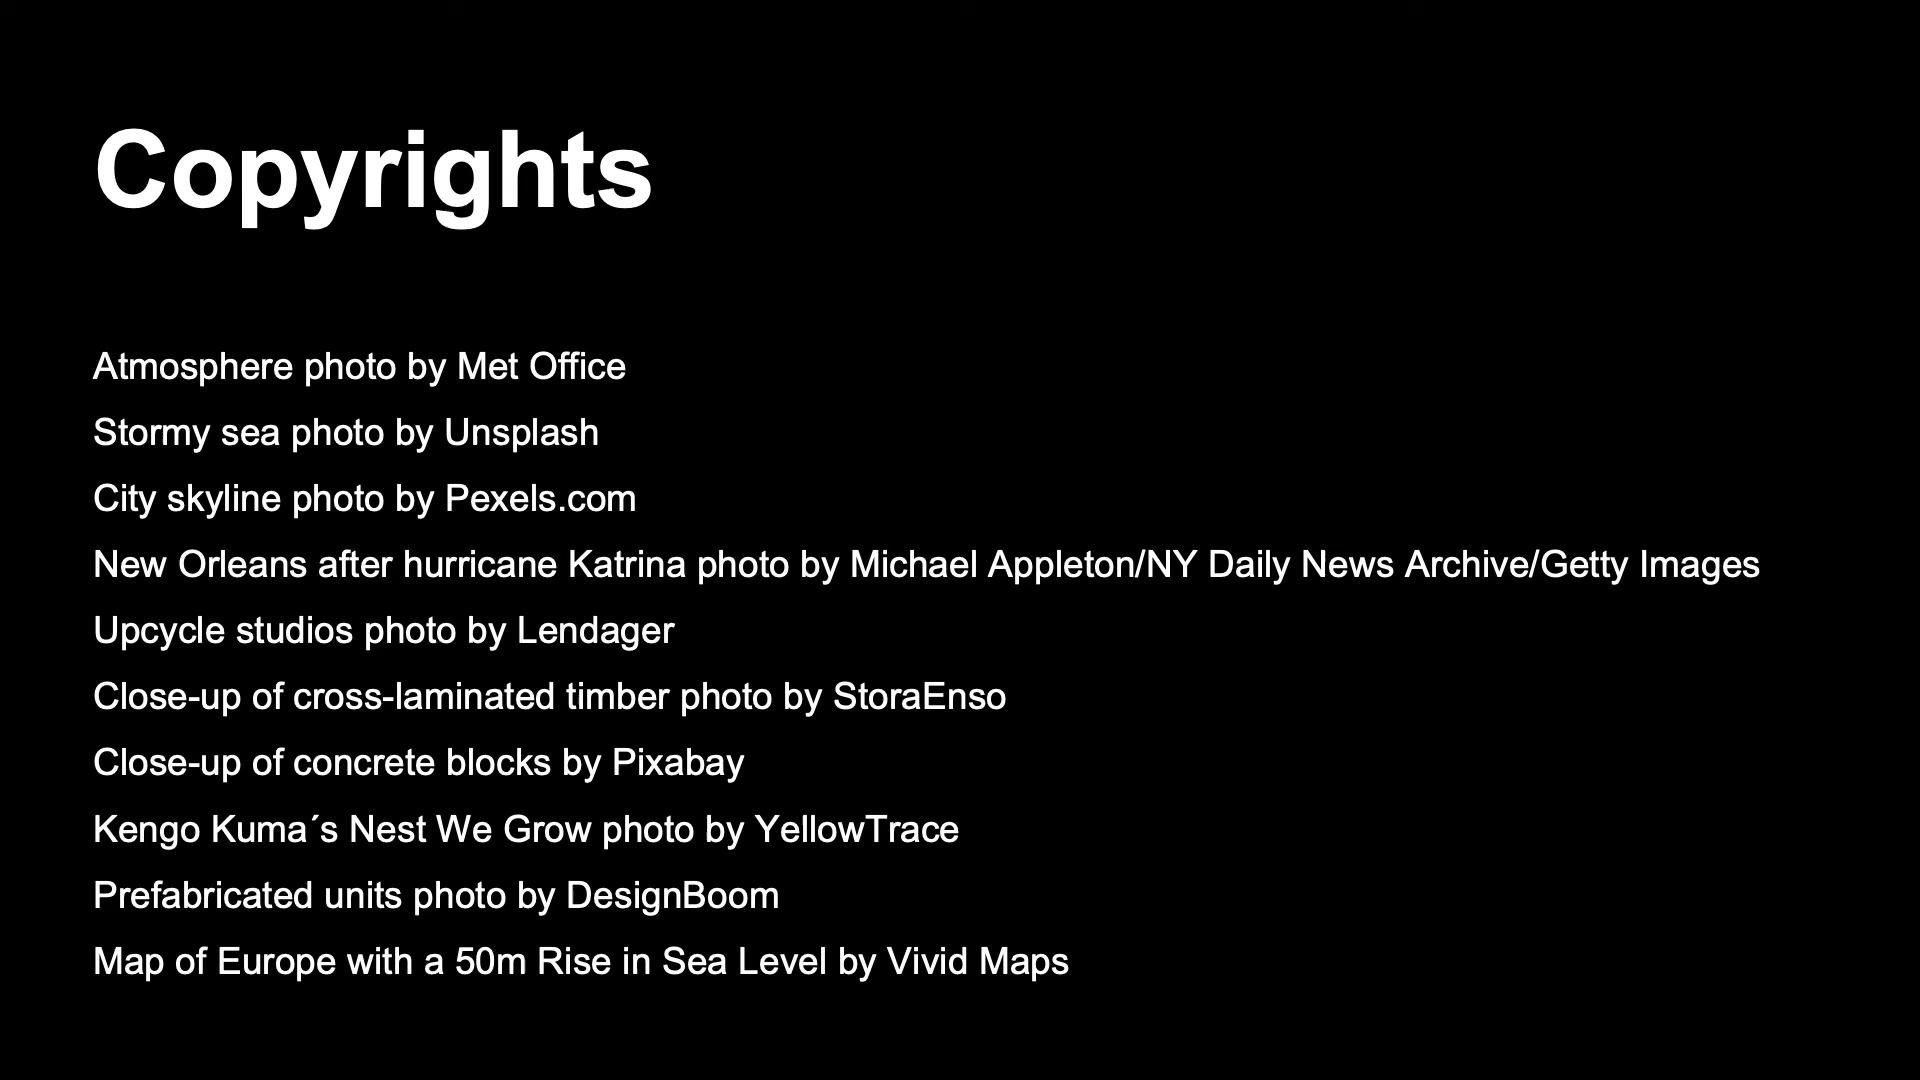 Copyrights
Atmosphere photo by Met Office
Stormy sea photo by Unsplash
City skyline photo by Pexels.com
New Orleans after hurricane Katrina photo by Michael Appleton/NY Daily News Archive/Getty Images
Upcycle studios photo by Lendager
Close-up of cross-laminated timber photo by StoraEnso
Close-up of concrete blocks by Pixabay
Kengo Kuma´s Nest We Grow photo by YellowTrace
Prefabricated units photo by DesignBoom
Map of Europe with a 50m Rise in Sea Level by Vivid Maps